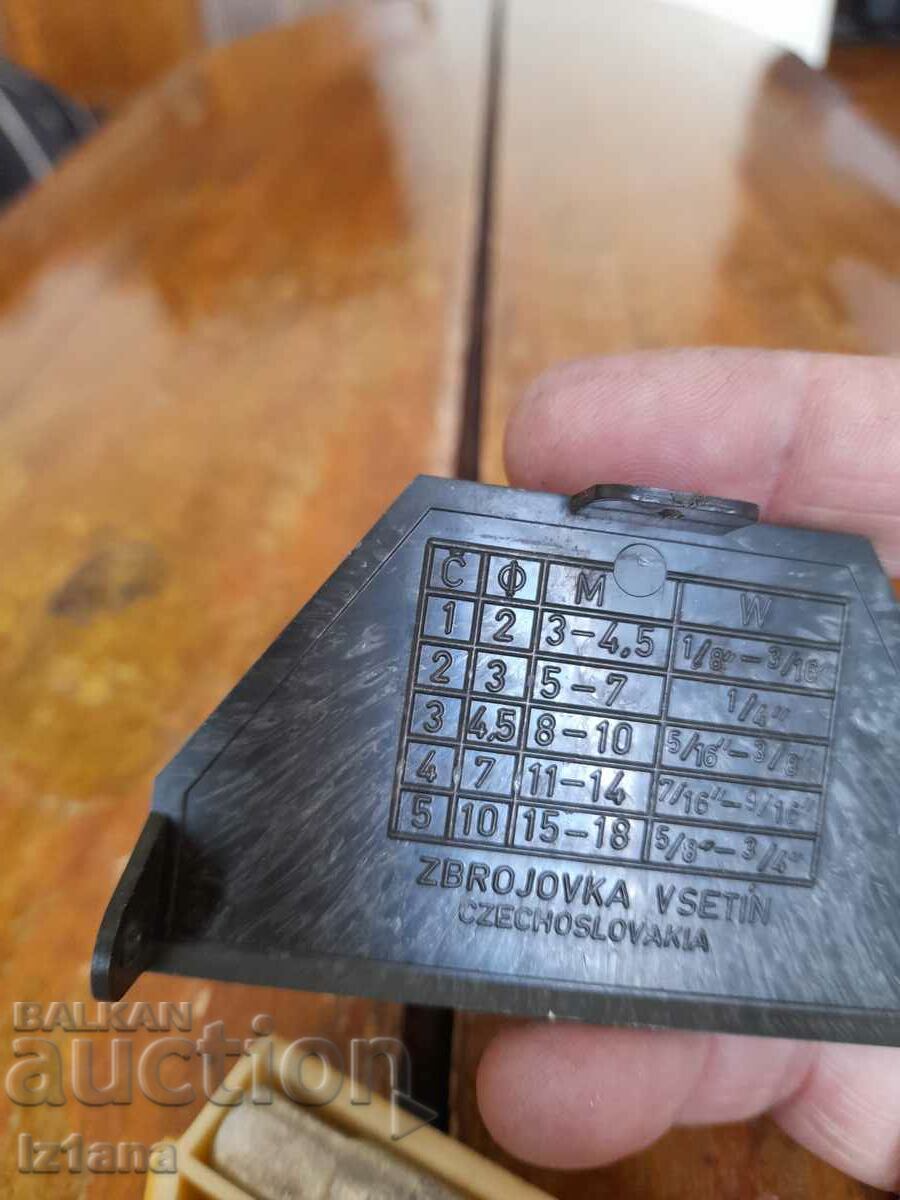 Č Φ M W
1 2 3-4,5 1/8"-3/16"
2 3 5-7 1/4"
3 4,5 8-10 5/16"-3/8"
4 7 11-14 7/16"-9/16"
5 10 15-18 5/8"-3/4"
ZBROJOVKA VSETÍN
CZECHOSLOVAKIA
BALKAN
auction
Iz1ana